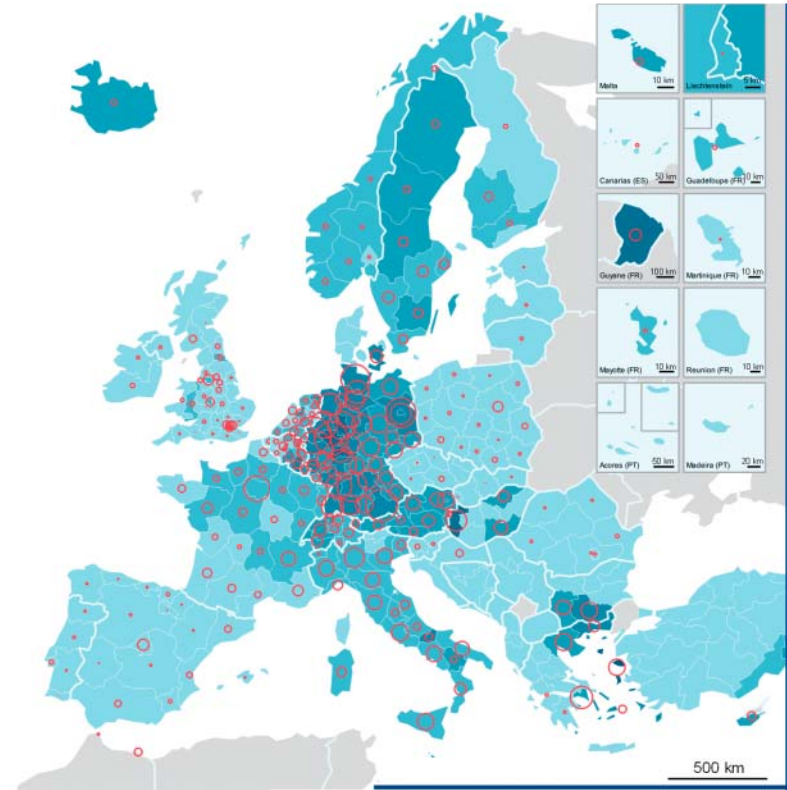 Malta
10 km
Liechtenstein
5 km
Canarias (ES)
50 km
Guadeloupe (FR)
10 km
Guyane (FR)
100 km
Martinique (FR)
10 km
Mayotte (FR)
10 km
Reunion (FR)
10 km
Acores (PT)
50 km
Madeira (PT)
20 km
500 km